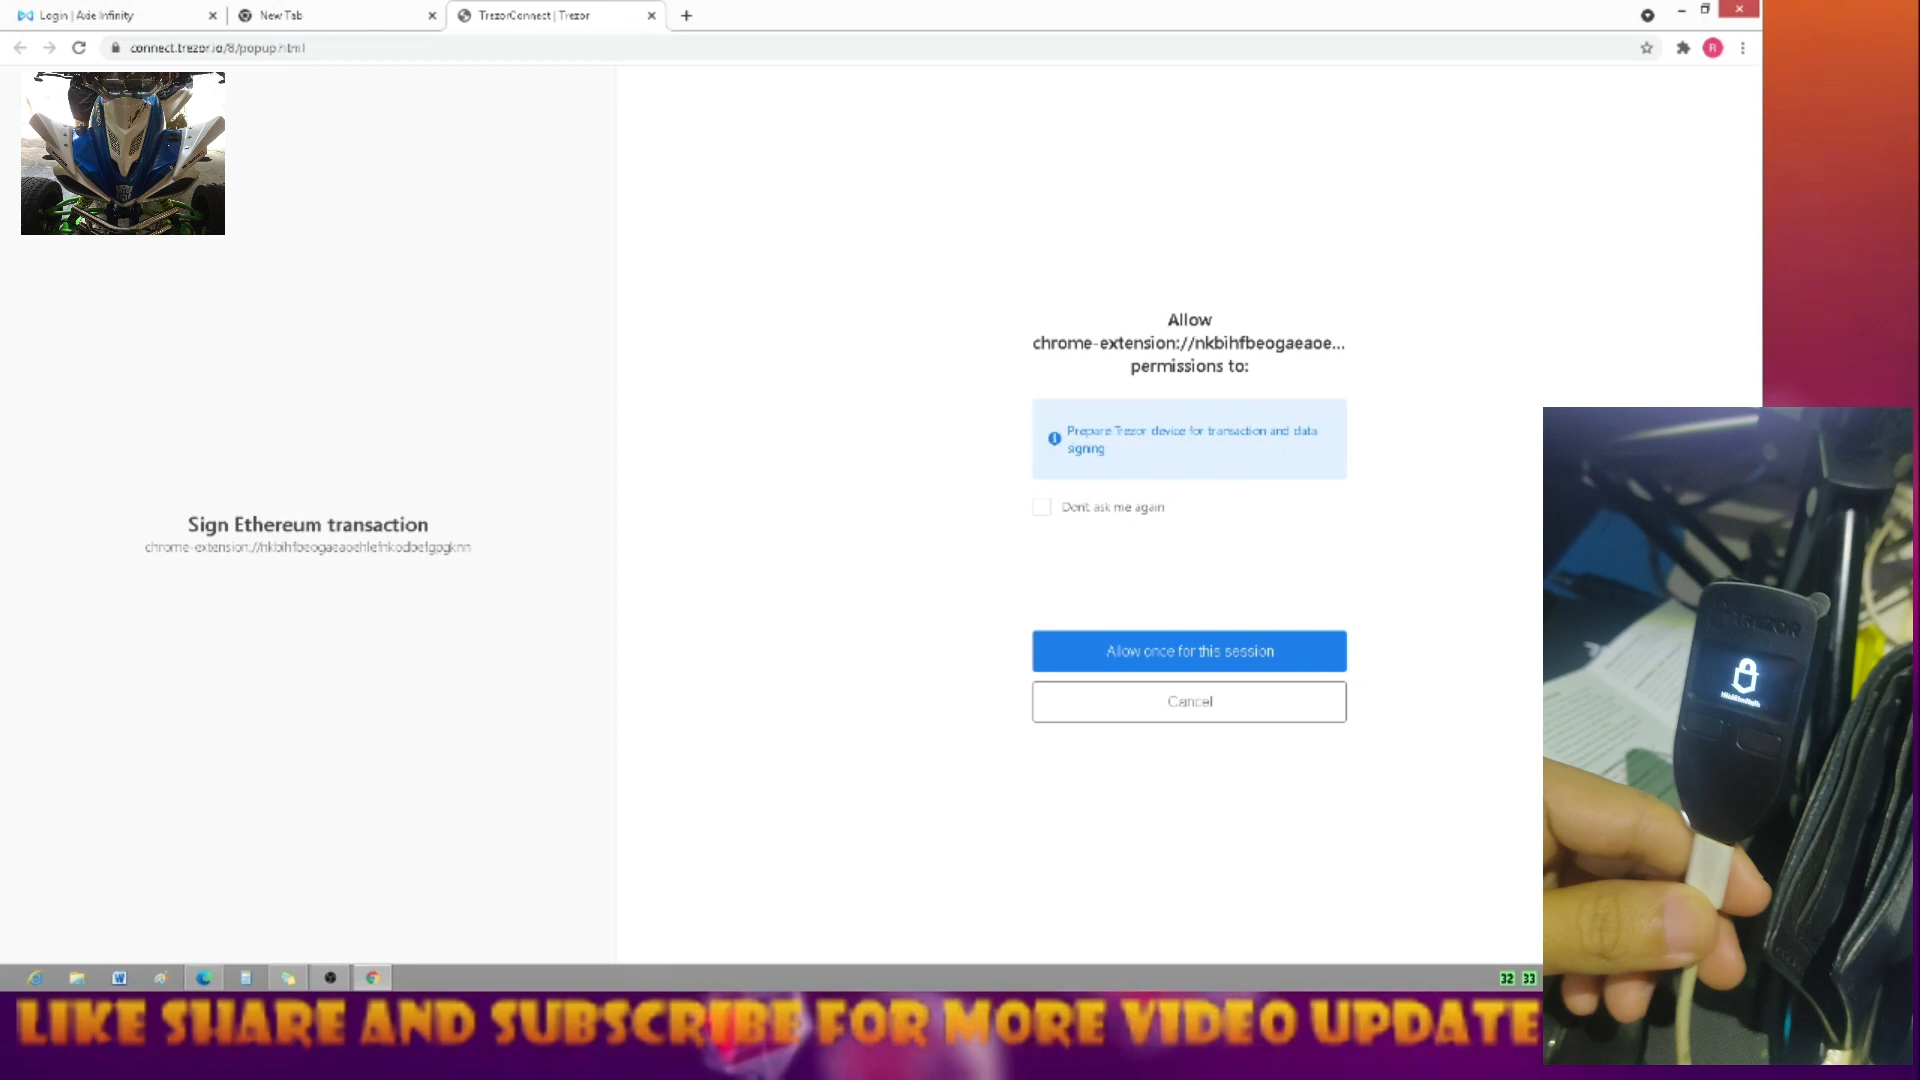 Login | Axie Infinity
New Tab
TrezorConnect | Trezor
connect.trezor.io/8/popup.html
R
Allow
chrome-extension://nkbihfbeogaeaoe...
permissions to:
Prepare Trezor device for transaction and data
signing
Don't ask me again
Sign Ethereum transaction
chrome-extension://nkbihfbeogaeaoehlefnkodbefgpgknn
Allow once for this session
Cancel
TREZOR
32 33
LIKE SHARE AND SUBSCRIBE FOR MORE VIDEO UPDATE